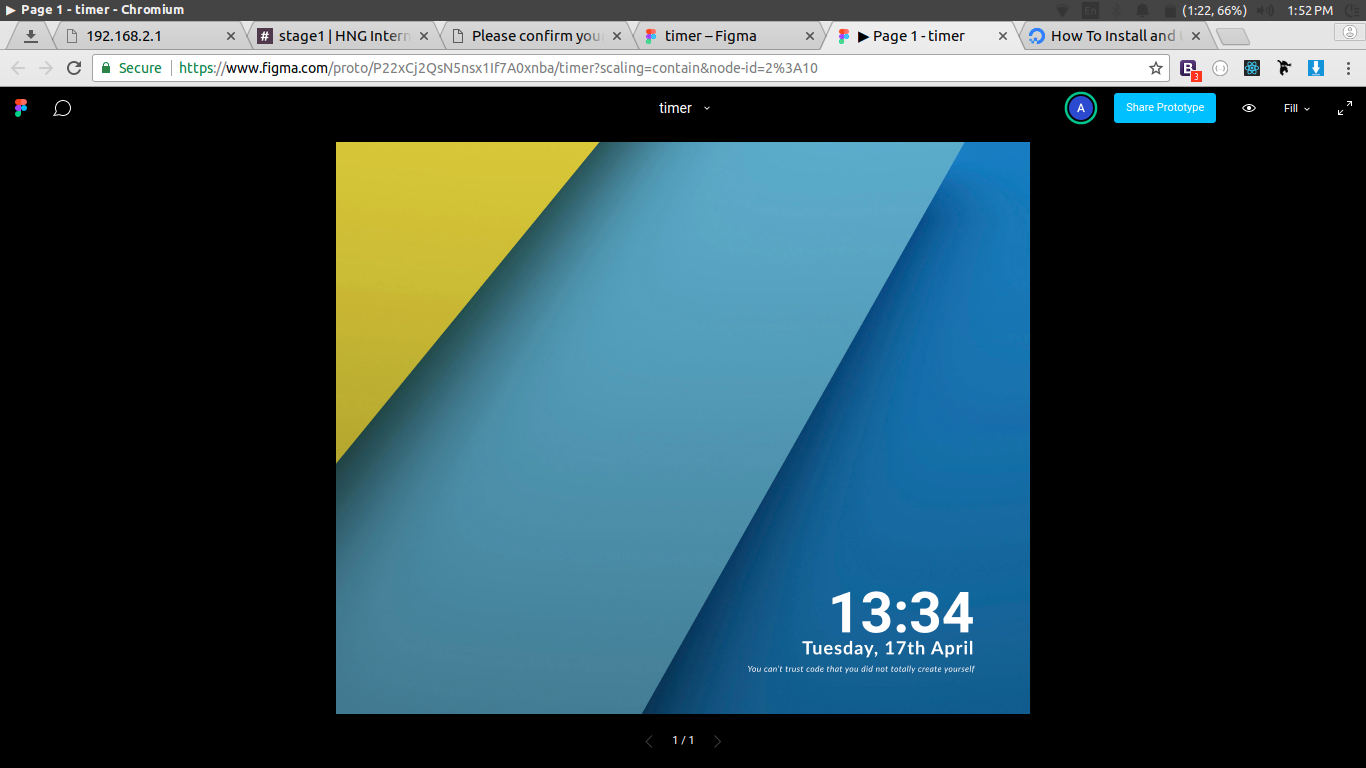 ▶ Page 1 - timer - Chromium
En
(1:22, 66%)
1:52 PM
192.168.2.1
# stage1 | HNG Intern
Please confirm your
timer – Figma
▶ Page 1 - timer
How To Install and
Secure
https://www.figma.com/proto/P22xCj2QsN5nsx1If7A0xnba/timer?scaling=contain&node-id=2%3A10
B
3
timer
A
Share Prototype
Fill
13:34
Tuesday, 17th April
You can't trust code that you did not totally create yourself
1 / 1